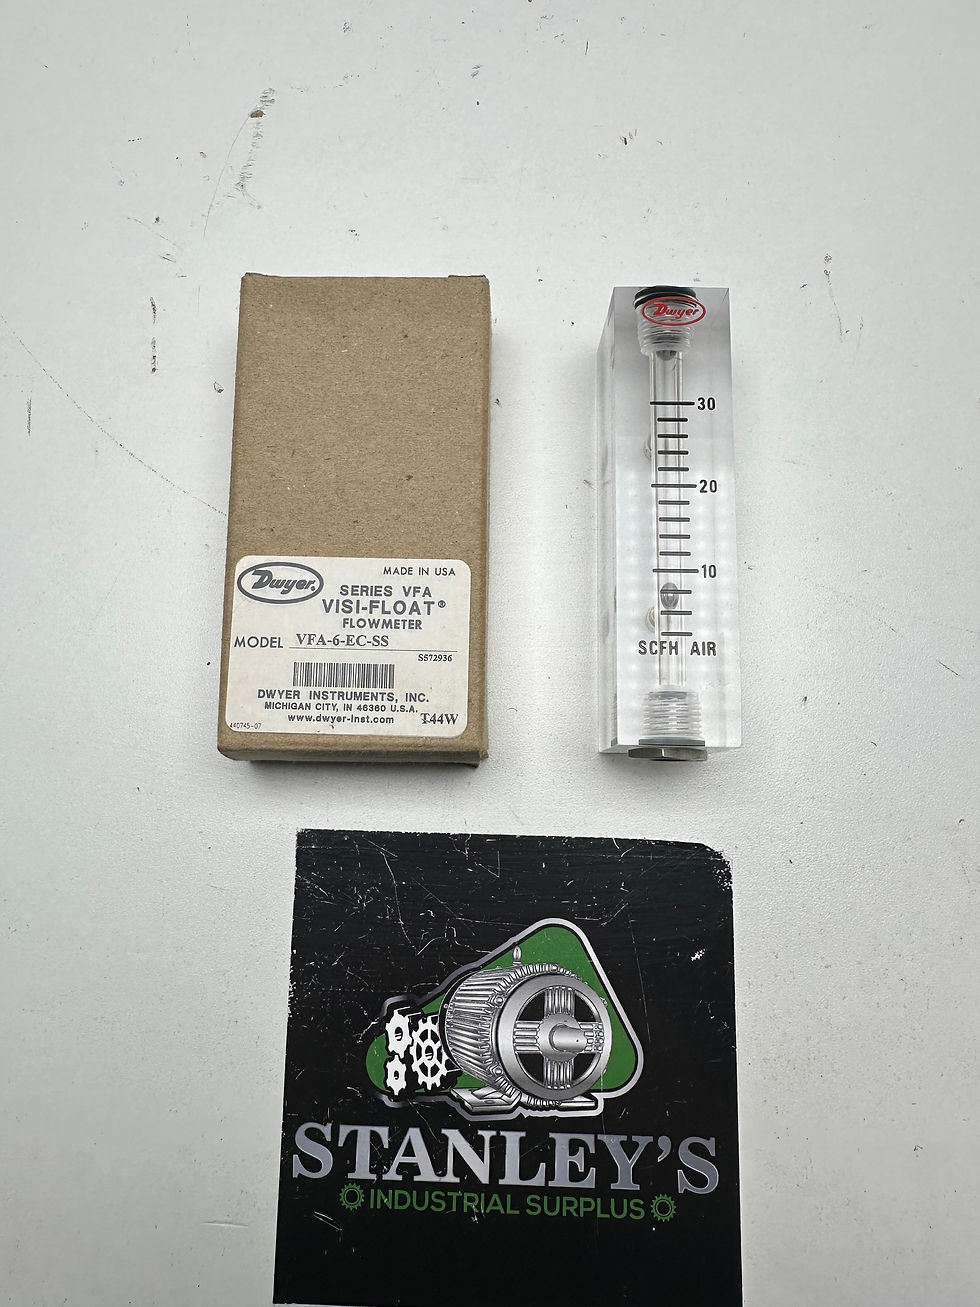 Dwyer.
MADE IN USA
SERIES VFA
VISI-FLOAT®
FLOWMETER
MODEL VFA-6-EC-SS
S572936
DWYER INSTRUMENTS, INC.
MICHIGAN CITY, IN 46360 U.S.A.
www.dwyer-inst.com
T44W
440745-07
Dwyer
30
20
10
SCFH AIR
STANLEY'S
INDUSTRIAL SURPLUS